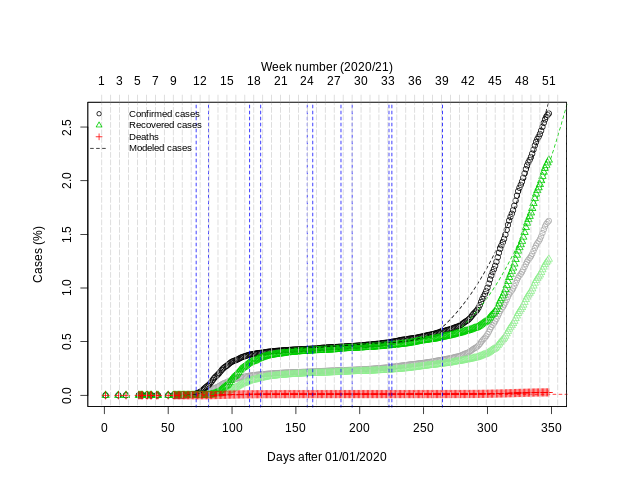 Week number (2020/21)
1 3 5 7 9 12 15 18 21 24 27 30 33 36 39 42 45 48 51
Confirmed cases
Recovered cases
Deaths
Modeled cases
Cases (%)
2.5
2.0
1.5
1.0
0.5
0.0
0 50 100 150 200 250 300 350
Days after 01/01/2020